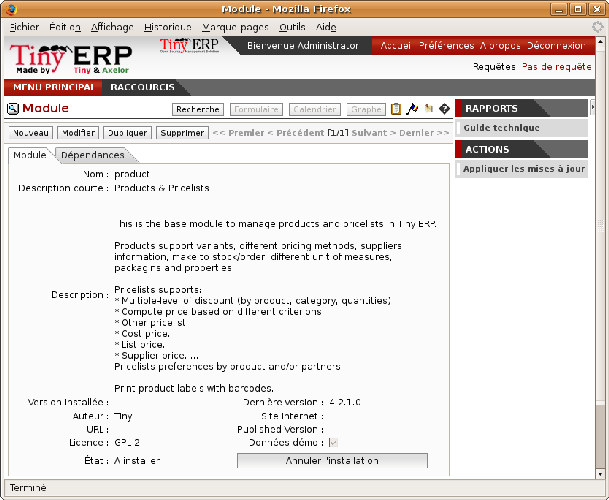 Module - Mozilla Firefox
Fichier Édition Affichage Historique Marque-pages Outils Aide
Tiny ERP
Made by Tiny & Axelor
Tiny ERP
Bienvenue Administrator
Accueil Préférences A propos Déconnexion
Requêtes Pas de requête
MENU PRINCIPAL RACCOURCIS
Module
Recherche Formulaire Calendrier Graphe
RAPPORTS
Guide technique
ACTIONS
Appliquer les mises à jour
Nouveau Modifier Dupliquer Supprimer << Premier < Précédent [1/1] Suivant > Dernier >>
Module Dépendances
Nom : product
Description courte : Products & Pricelists
This is the base module to manage products and pricelists in Tiny ERP.
Products support variants, different pricing methods, suppliers
information, make to stock/order, different unit of measures,
packaging and properties.
Description :
Pricelists supports:
* Multiple-level of discount (by product, category, quantities)
* Compute price based on different criterions
* Other pricelist,
* Cost price,
* List price,
* Supplier price, ...
Pricelists preferences by product and/or partners.
Print product labels with barcodes.
Version installée : Dernière version : 4.2.1.0
Auteur : Tiny Site Internet :
URL : Published Version :
Licence : GPL-2 Données démo :
État : A installer Annuler l'installation
Terminé